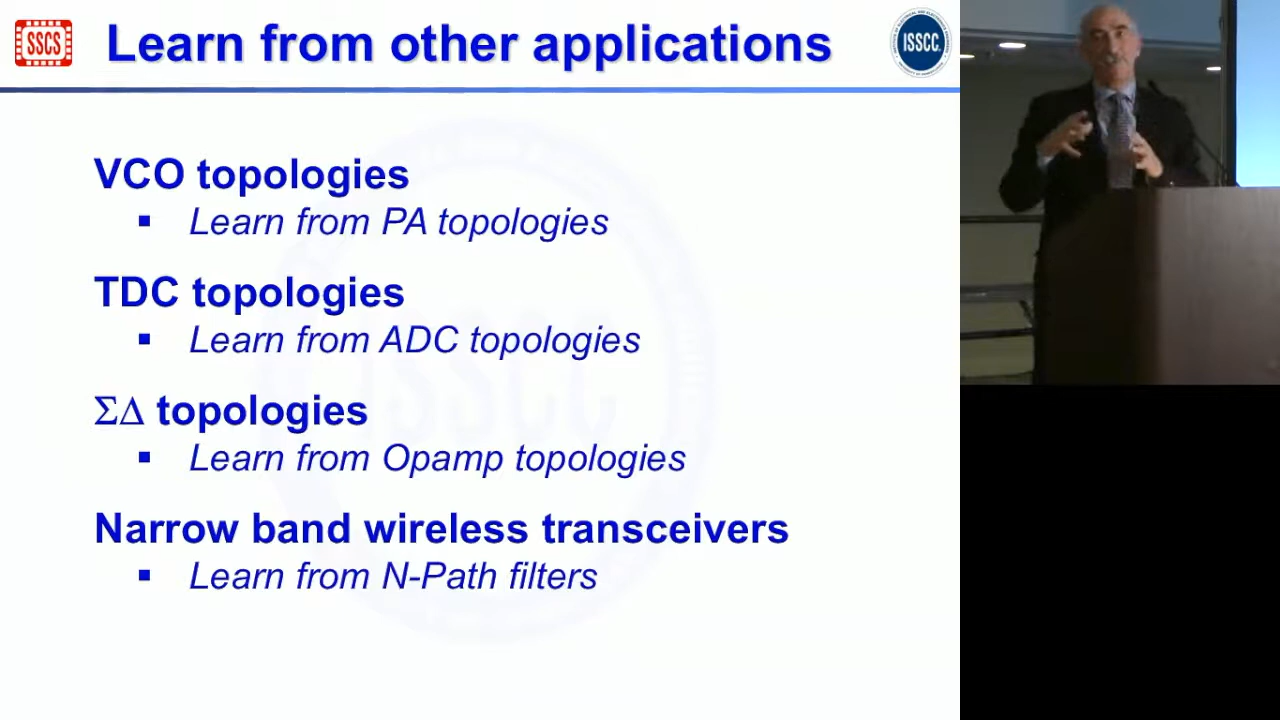 SSCS
Learn from other applications
ISSCC
VCO topologies
▪ Learn from PA topologies
TDC topologies
▪ Learn from ADC topologies
ΣΔ topologies
▪ Learn from Opamp topologies
Narrow band wireless transceivers
▪ Learn from N-Path filters